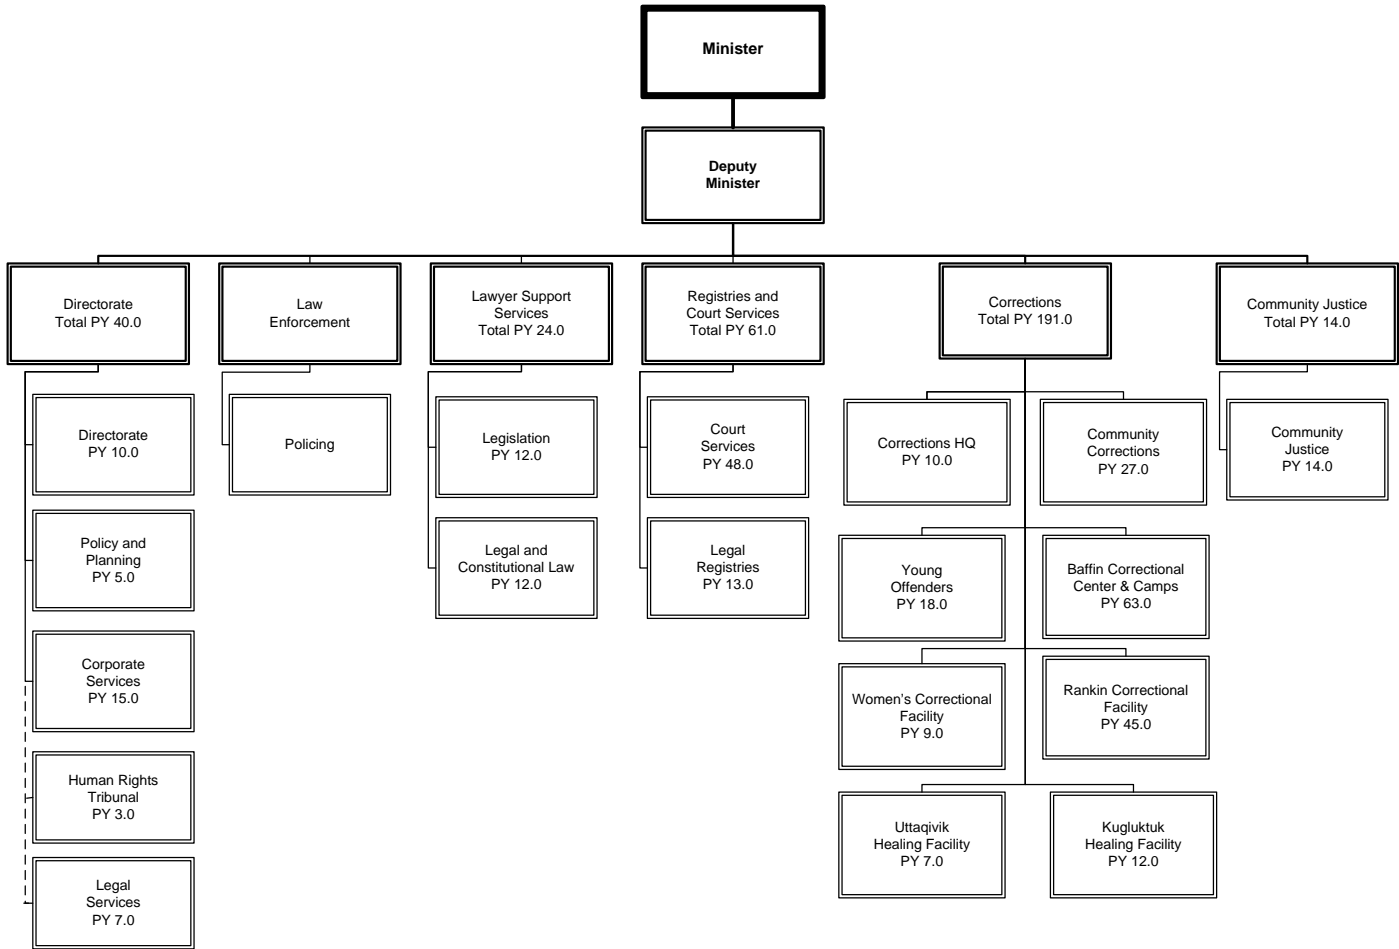 Minister
Deputy
Minister
Directorate
Total PY 40.0
Law
Enforcement
Lawyer Support
Services
Total PY 24.0
Registries and
Court Services
Total PY 61.0
Corrections
Total PY 191.0
Community Justice
Total PY 14.0
Directorate
PY 10.0
Policy and
Planning
PY 5.0
Corporate
Services
PY 15.0
Human Rights
Tribunal
PY 3.0
Legal
Services
PY 7.0
Policing
Legislation
PY 12.0
Legal and
Constitutional Law
PY 12.0
Court
Services
PY 48.0
Legal
Registries
PY 13.0
Corrections HQ
PY 10.0
Community
Corrections
PY 27.0
Young
Offenders
PY 18.0
Baffin Correctional
Center & Camps
PY 63.0
Women's Correctional
Facility
PY 9.0
Rankin Correctional
Facility
PY 45.0
Uttaqivik
Healing Facility
PY 7.0
Kugluktuk
Healing Facility
PY 12.0
Community
Justice
PY 14.0